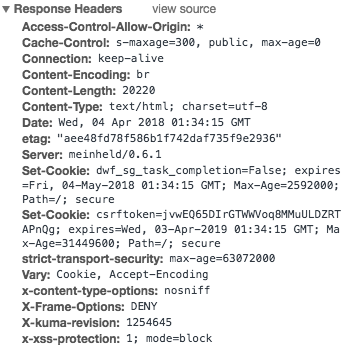 ▼ Response Headers view source
Access-Control-Allow-Origin: *
Cache-Control: s-maxage=300, public, max-age=0
Connection: keep-alive
Content-Encoding: br
Content-Length: 20220
Content-Type: text/html; charset=utf-8
Date: Wed, 04 Apr 2018 01:34:15 GMT
etag: "aee48fd78f586b1f742daf735f9e2936"
Server: meinheld/0.6.1
Set-Cookie: dwf_sg_task_completion=False; expires
=Fri, 04-May-2018 01:34:15 GMT; Max-Age=2592000;
Path=/; secure
Set-Cookie: csrftoken=jvwEQ65DIrGTWWVoq8MMuULDZRT
APnQg; expires=Wed, 03-Apr-2019 01:34:15 GMT; Ma
x-Age=31449600; Path=/; secure
strict-transport-security: max-age=63072000
Vary: Cookie, Accept-Encoding
x-content-type-options: nosniff
X-Frame-Options: DENY
X-kuma-revision: 1254645
x-xss-protection: 1; mode=block